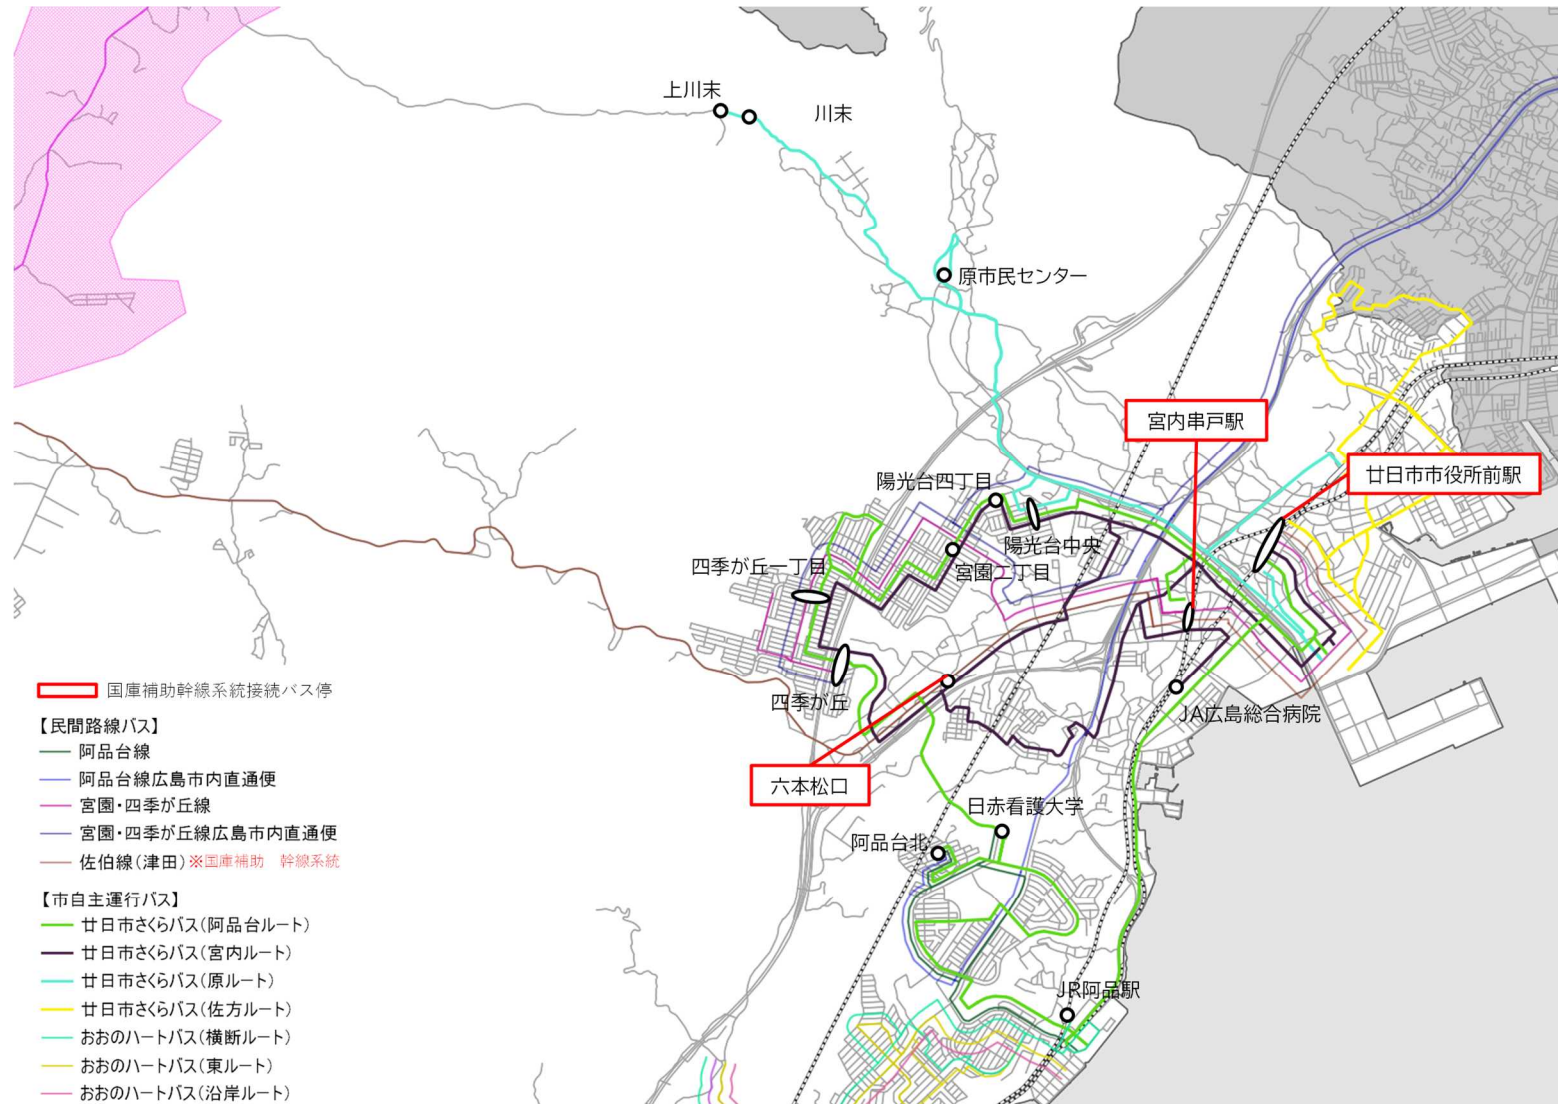 上川末
川末
原市民センター
宮内串戸駅
廿日市市役所前駅
陽光台四丁目
陽光台中央
宮園二丁目
四季が丘一丁目
四季が丘
JA広島総合病院
六本松口
日赤看護大学
阿品台北
JR阿品駅
国庫補助幹線系統接続バス停
【民間路線バス】
阿品台線
阿品台線広島市内直通便
宮園・四季が丘線
宮園・四季が丘線広島市内直通便
佐伯線(津田)※国庫補助 幹線系統
【市自主運行バス】
廿日市さくらバス(阿品台ルート)
廿日市さくらバス(宮内ルート)
廿日市さくらバス(原ルート)
廿日市さくらバス(佐方ルート)
おおのハートバス(横断ルート)
おおのハートバス(東ルート)
おおのハートバス(沿岸ルート)